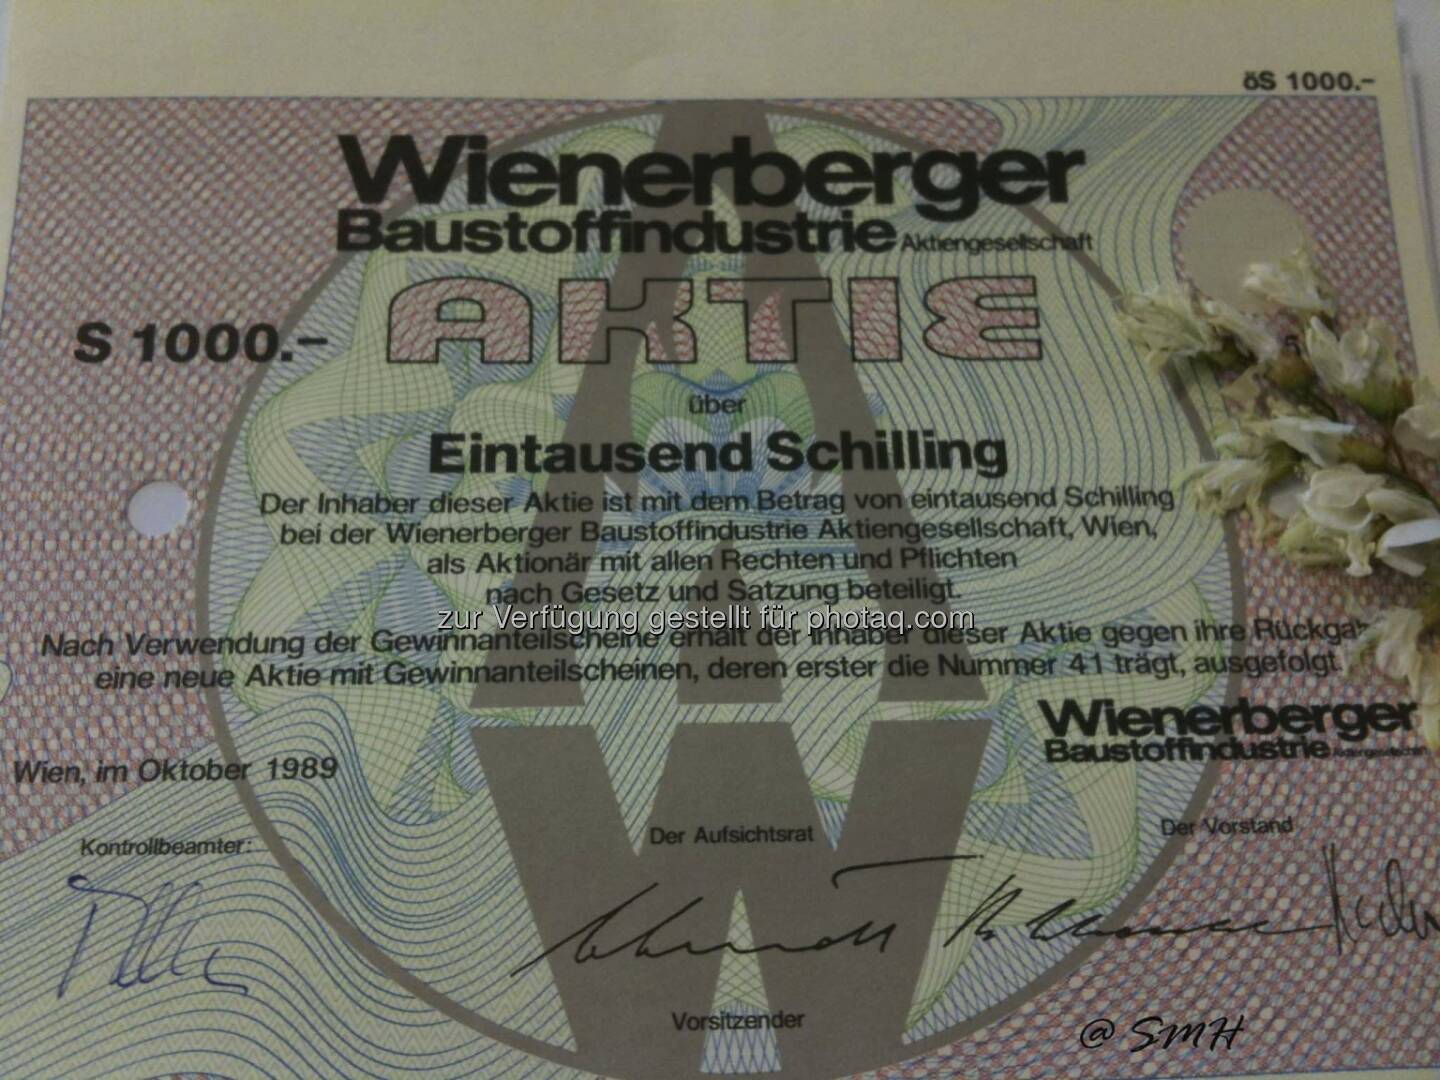 öS 1000.-
Wienerberger
Baustoffindustrie Aktiengesellschaft
AKTIE
S 1000.-
über
Eintausend Schilling
Der Inhaber dieser Aktie ist mit dem Betrag von eintausend Schilling
bei der Wienerberger Baustoffindustrie Aktiengesellschaft, Wien,
als Aktionär mit allen Rechten und Pflichten
nach Gesetz und Satzung beteiligt.
zur Verfügung gestellt für photaq.com
Nach Verwendung der Gewinnanteilscheine erhält der Inhaber dieser Aktie gegen ihre
eine neue Aktie mit Gewinnanteilscheinen, deren erster die Nummer 41 trägt, ausgefolgt.
Wienerberger
Baustoffindustrie Aktiengesellschaft
Wien, im Oktober 1989
Kontrollbeamter:
Der Aufsichtsrat
Der Vorstand
Vorsitzender
@ SMH